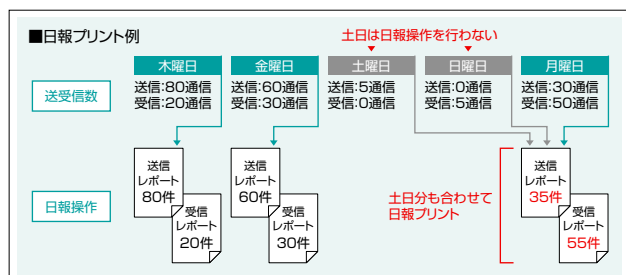 ■日報プリント例
土日は日報操作を行わない
木曜日
金曜日
土曜日
日曜日
月曜日
送受信数
送信:80通信
受信:20通信
送信:60通信
受信:30通信
送信:5通信
受信:0通信
送信:0通信
受信:5通信
送信:30通信
受信:50通信
日報操作
送信
レポート
80件
受信
レポート
20件
送信
レポート
60件
受信
レポート
30件
土日分も合わせて
日報プリント
送信
レポート
35件
受信
レポート
55件